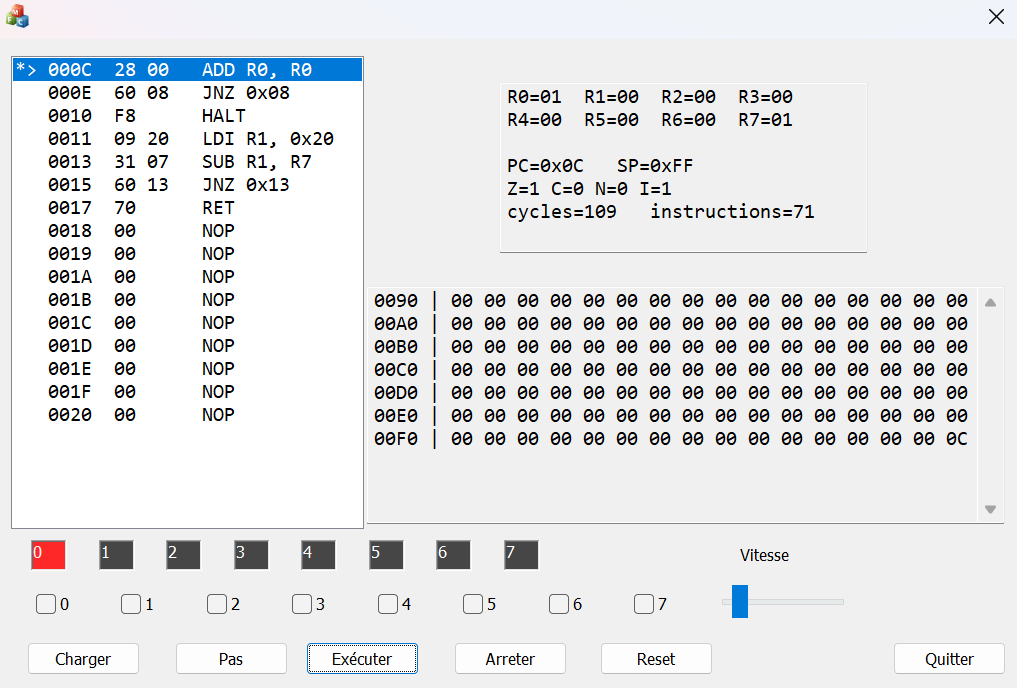 *> 000C 28 00 ADD R0, R0
000E 60 08 JNZ 0x08
0010 F8 HALT
0011 09 20 LDI R1, 0x20
0013 31 07 SUB R1, R7
0015 60 13 JNZ 0x13
0017 70 RET
0018 00 NOP
0019 00 NOP
001A 00 NOP
001B 00 NOP
001C 00 NOP
001D 00 NOP
001E 00 NOP
001F 00 NOP
0020 00 NOP
R0=01 R1=00 R2=00 R3=00
R4=00 R5=00 R6=00 R7=01
PC=0x0C SP=0xFF
Z=1 C=0 N=0 I=1
cycles=109 instructions=71
0090 | 00 00 00 00 00 00 00 00 00 00 00 00 00 00 00 00
00A0 | 00 00 00 00 00 00 00 00 00 00 00 00 00 00 00 00
00B0 | 00 00 00 00 00 00 00 00 00 00 00 00 00 00 00 00
00C0 | 00 00 00 00 00 00 00 00 00 00 00 00 00 00 00 00
00D0 | 00 00 00 00 00 00 00 00 00 00 00 00 00 00 00 00
00E0 | 00 00 00 00 00 00 00 00 00 00 00 00 00 00 00 00
00F0 | 00 00 00 00 00 00 00 00 00 00 00 00 00 00 00 0C
0 1 2 3 4 5 6 7
Vitesse
0 1 2 3 4 5 6 7
Charger Pas Exécuter Arreter Reset Quitter